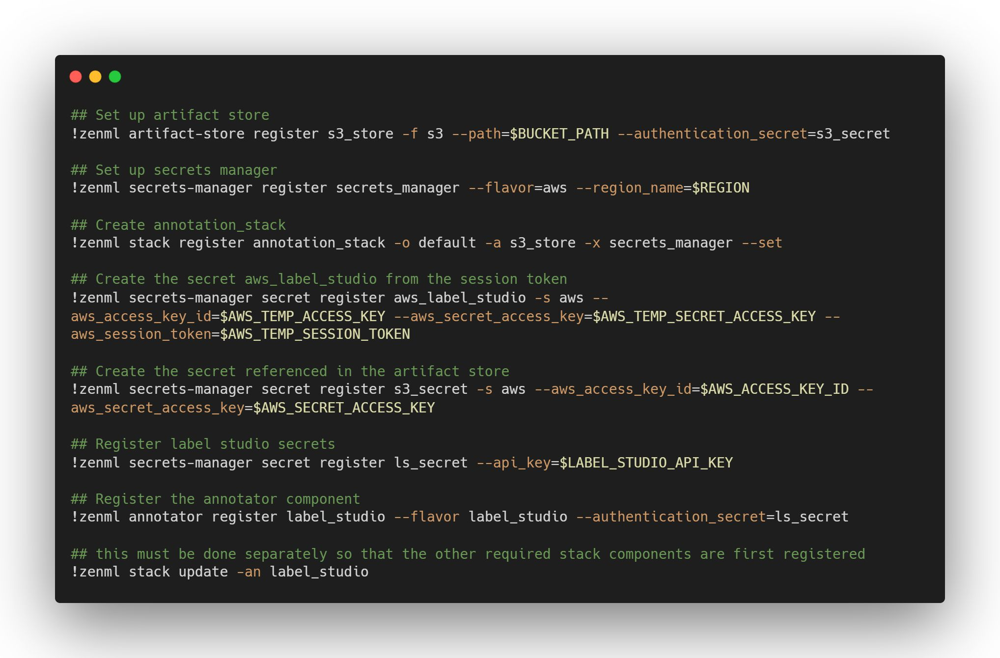 ## Set up artifact store
!zenml artifact-store register s3_store -f s3 --path=$BUCKET_PATH --authentication_secret=s3_secret
## Set up secrets manager
!zenml secrets-manager register secrets_manager --flavor=aws --region_name=$REGION
## Create annotation_stack
!zenml stack register annotation_stack -o default -a s3_store -x secrets_manager --set
## Create the secret aws_label_studio from the session token
!zenml secrets-manager secret register aws_label_studio -s aws --
aws_access_key_id=$AWS_TEMP_ACCESS_KEY --aws_secret_access_key=$AWS_TEMP_SECRET_ACCESS_KEY --
aws_session_token=$AWS_TEMP_SESSION_TOKEN
## Create the secret referenced in the artifact store
!zenml secrets-manager secret register s3_secret -s aws --aws_access_key_id=$AWS_ACCESS_KEY_ID --
aws_secret_access_key=$AWS_SECRET_ACCESS_KEY
## Register label studio secrets
!zenml secrets-manager secret register ls_secret --api_key=$LABEL_STUDIO_API_KEY
## Register the annotator component
!zenml annotator register label_studio --flavor label_studio --authentication_secret=ls_secret
## this must be done separately so that the other required stack components are first registered
!zenml stack update -an label_studio